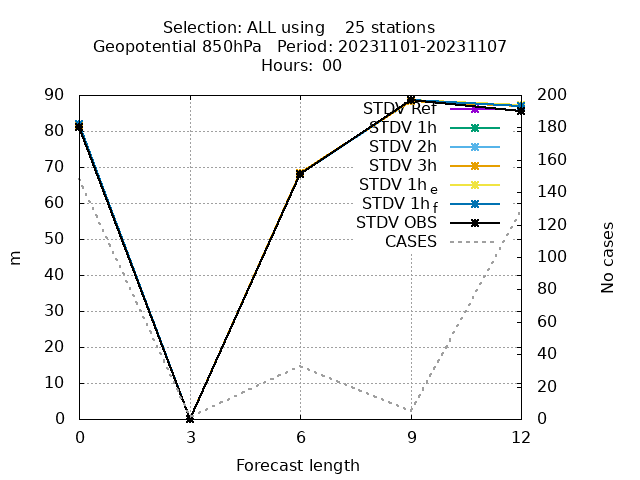 Selection: ALL using    25 stations
Geopotential 850hPa   Period: 20231101-20231107
Hours: 00
90
80
70
60
50
40
30
20
10
0
m
STDV Ref
STDV 1h
STDV 2h
STDV 3h
STDV 1h e
STDV 1h f
STDV OBS
CASES
200
180
160
140
120
100
80
60
40
20
0
No cases
0 3 6 9 12
Forecast length